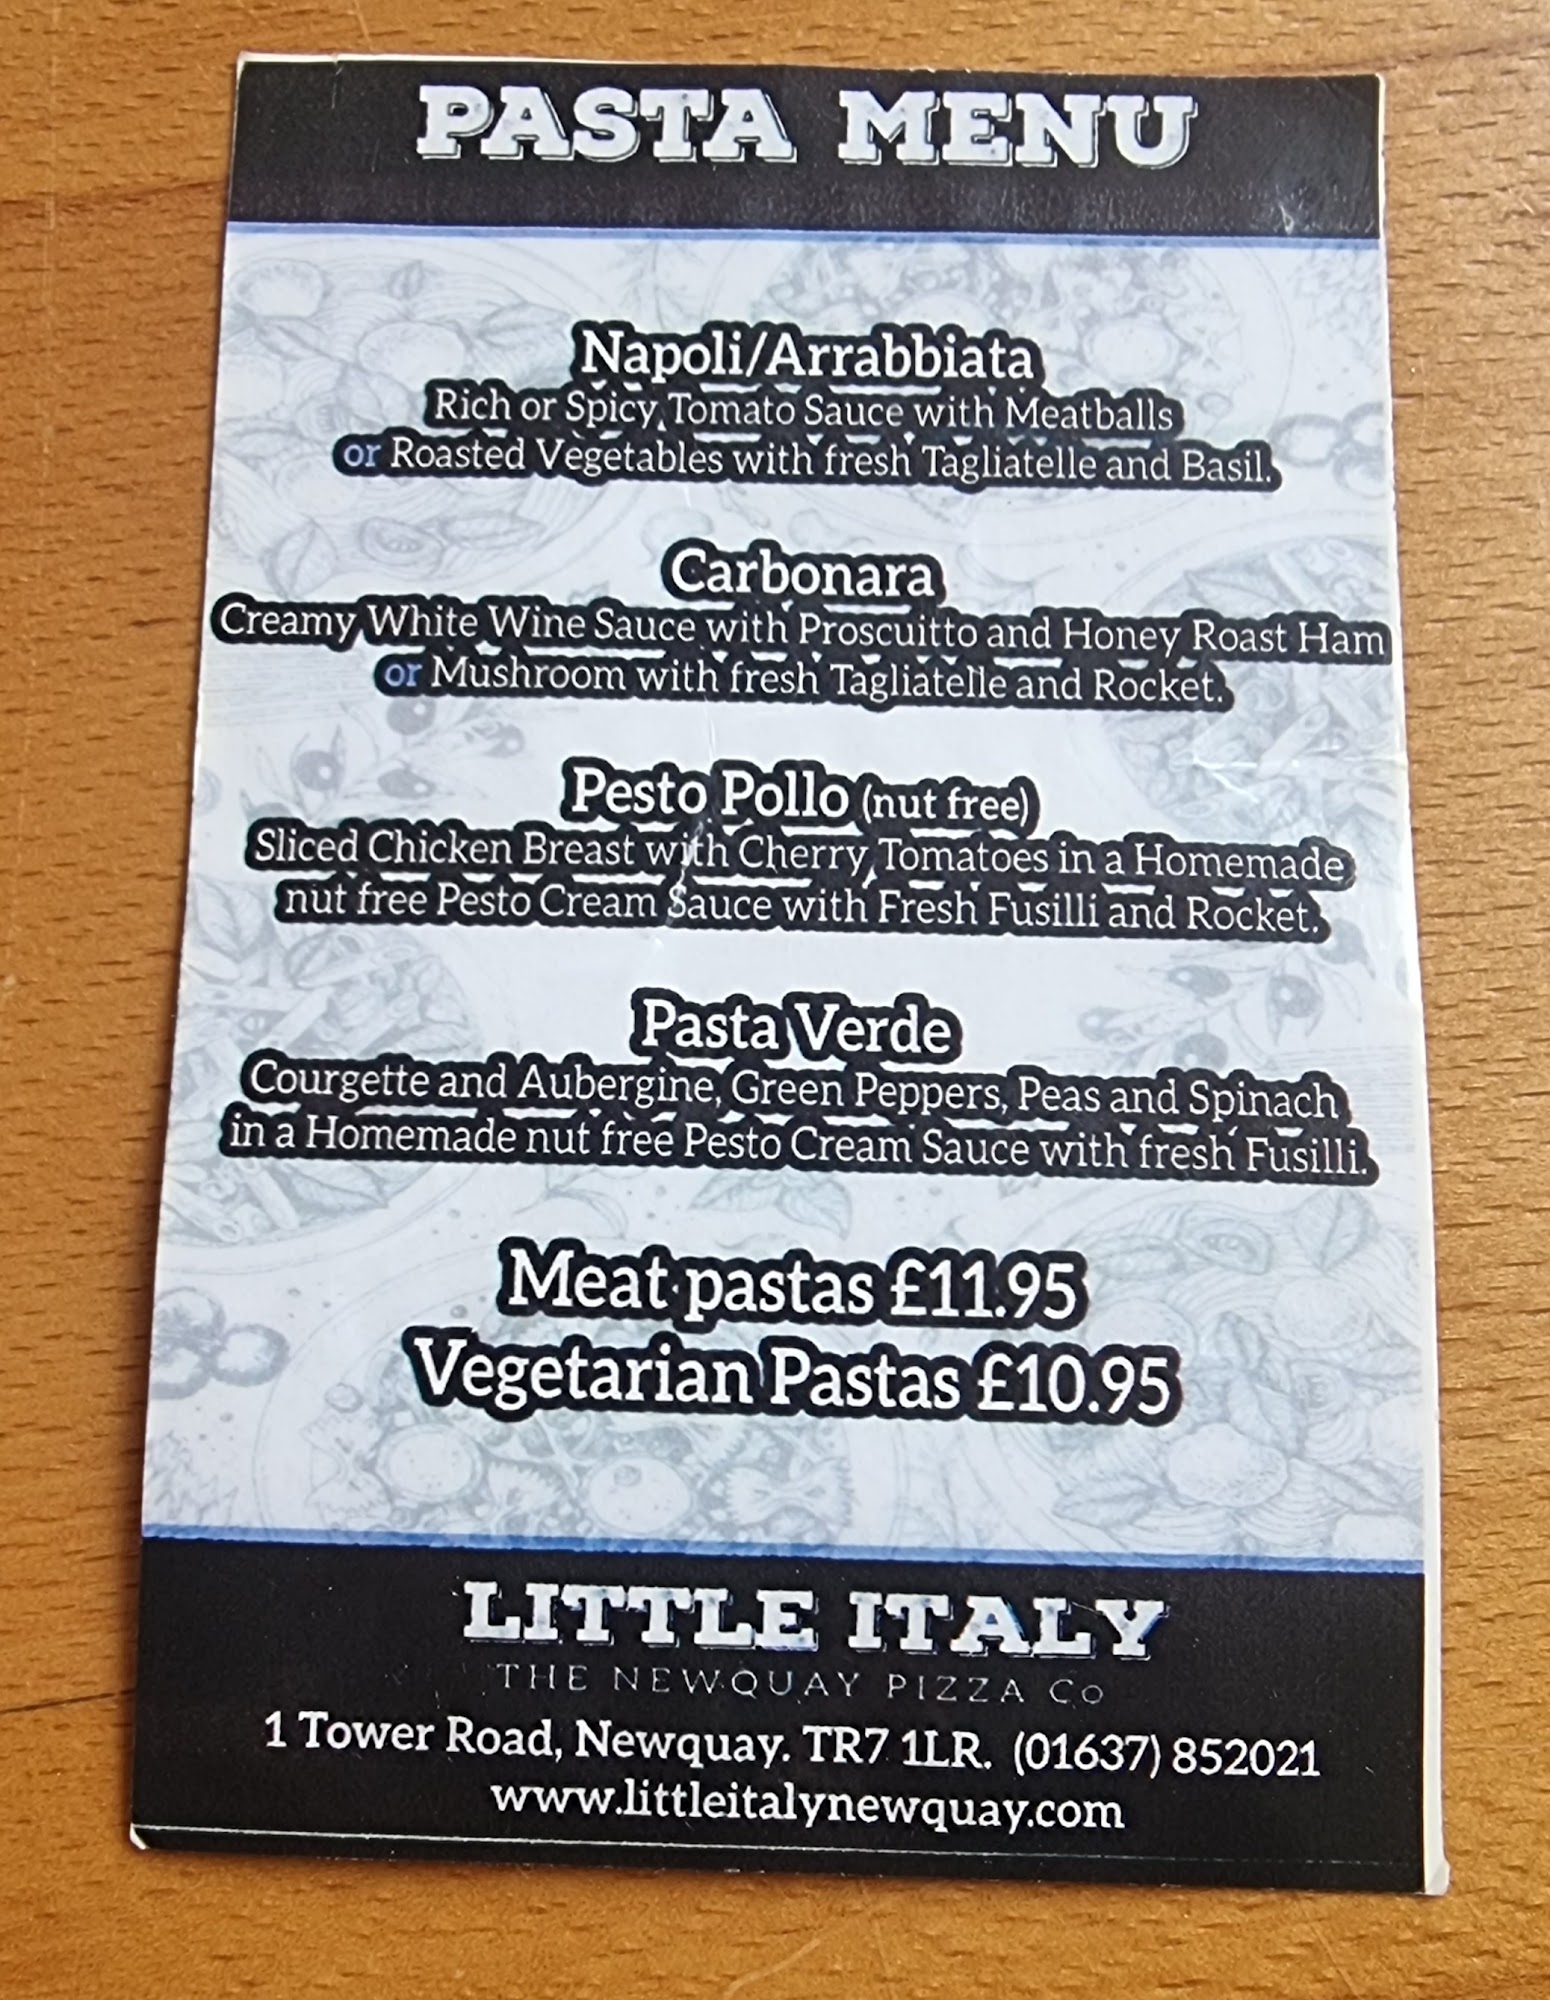 PASTA MENU
Napoli/Arrabbiata
Rich or Spicy Tomato Sauce with Meatballs
or Roasted Vegetables with fresh Tagliatelle and Basil.
Carbonara
Creamy White Wine Sauce with Proscuitto and Honey Roast Ham
or Mushroom with fresh Tagliatelle and Rocket.
Pesto Pollo (nut free)
Sliced Chicken Breast with Cherry Tomatoes in a Homemade
nut free Pesto Cream Sauce with Fresh Fusilli and Rocket.
Pasta Verde
Courgette and Aubergine, Green Peppers, Peas and Spinach
in a Homemade nut free Pesto Cream Sauce with fresh Fusilli.
Meat pastas £11.95
Vegetarian Pastas £10.95
LITTLE ITALY
THE NEWQUAY PIZZA Co
1 Tower Road, Newquay. TR7 1LR. (01637) 852021
www.littleitalynewquay.com